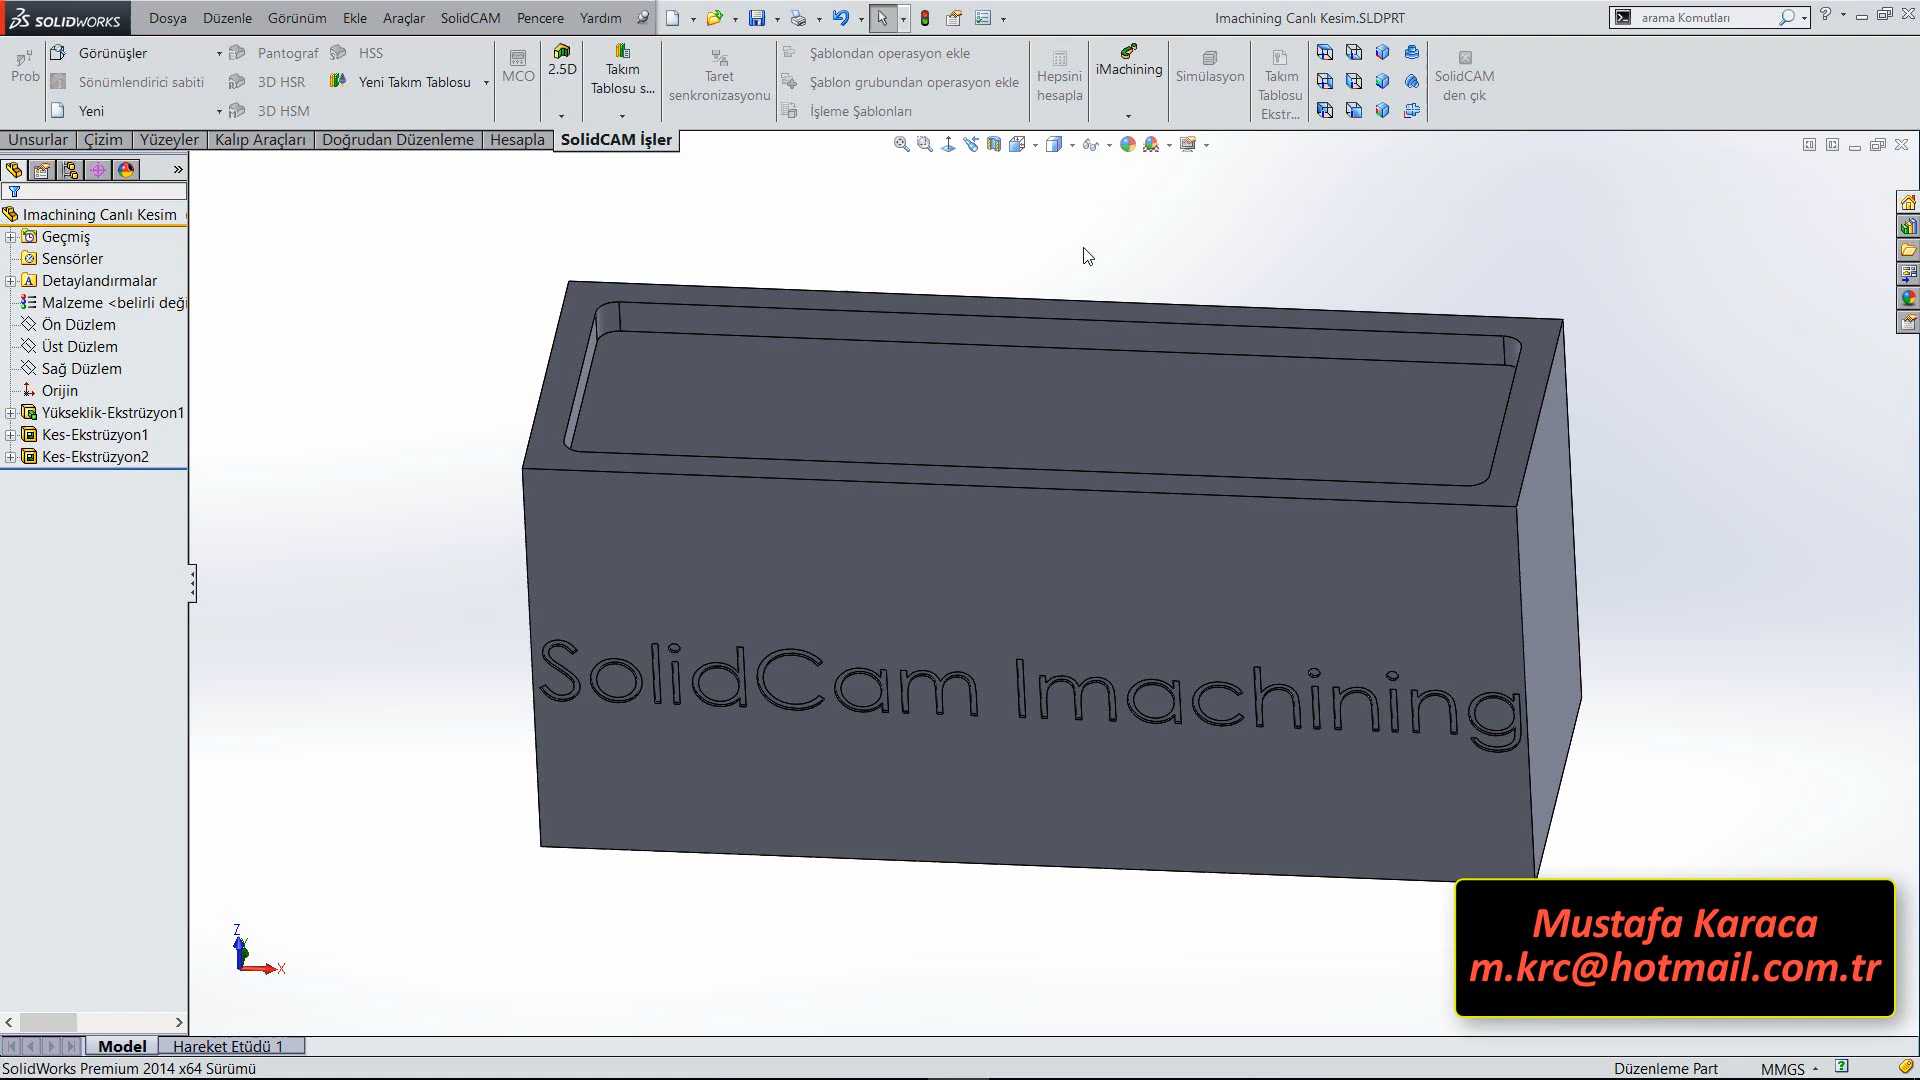 SOLIDWORKS
Dosya Düzenle Görünüm Ekle Araçlar SolidCAM Pencere Yardım
Imachining Canlı Kesim.SLDPRT
arama Komutları
Prob
Görünüşler
Sönümlendirici sabiti
Yeni
Pantograf
3D HSR
3D HSM
HSS
Yeni Takım Tablosu
MCO
2.5D
Takım
Tablosu s...
Taret
senkronizasyonu
Şablondan operasyon ekle
Şablon grubundan operasyon ekle
İşleme Şablonları
Hepsini
hesapla
iMachining
Simülasyon
Takım
Tablosu
Ekstr...
SolidCAM
den çık
Unsurlar Çizim Yüzeyler Kalıp Araçları Doğrudan Düzenleme Hesapla SolidCAM İşler
Imachining Canlı Kesim
Geçmiş
Sensörler
Detaylandırmalar
Malzeme <belirli deği
Ön Düzlem
Üst Düzlem
Sağ Düzlem
Orijin
Yükseklik-Ekstrüzyon1
Kes-Ekstrüzyon1
Kes-Ekstrüzyon2
SolidCam Imachining
Z
X
Mustafa Karaca
m.krc@hotmail.com.tr
Model Hareket Etüdü 1
SolidWorks Premium 2014 x64 Sürümü
Düzenleme Part MMGS